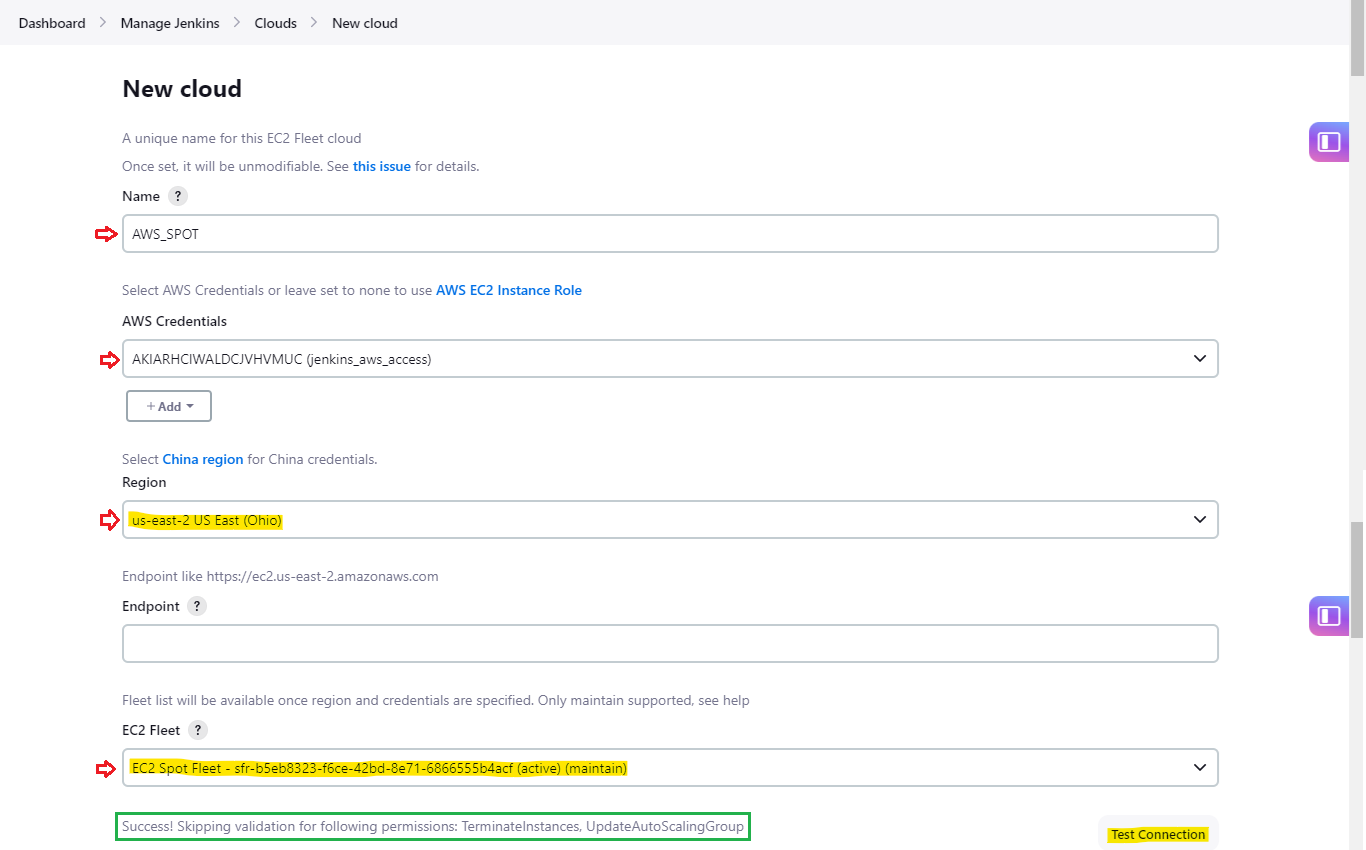 Dashboard > Manage Jenkins > Clouds > New cloud
New cloud
A unique name for this EC2 Fleet cloud
Once set, it will be unmodifiable. See this issue for details.
Name ?
AWS_SPOT
Select AWS Credentials or leave set to none to use AWS EC2 Instance Role
AWS Credentials
AKIARHCIWALDCJVHVMUC (jenkins_aws_access)
+ Add
Select China region for China credentials.
Region
us-east-2 US East (Ohio)
Endpoint like https://ec2.us-east-2.amazonaws.com
Endpoint ?
Fleet list will be available once region and credentials are specified. Only maintain supported, see help
EC2 Fleet ?
EC2 Spot Fleet - sfr-b5eb8323-f6ce-42bd-8e71-6866555b4acf (active) (maintain)
Success! Skipping validation for following permissions: TerminateInstances, UpdateAutoScalingGroup
Test Connection